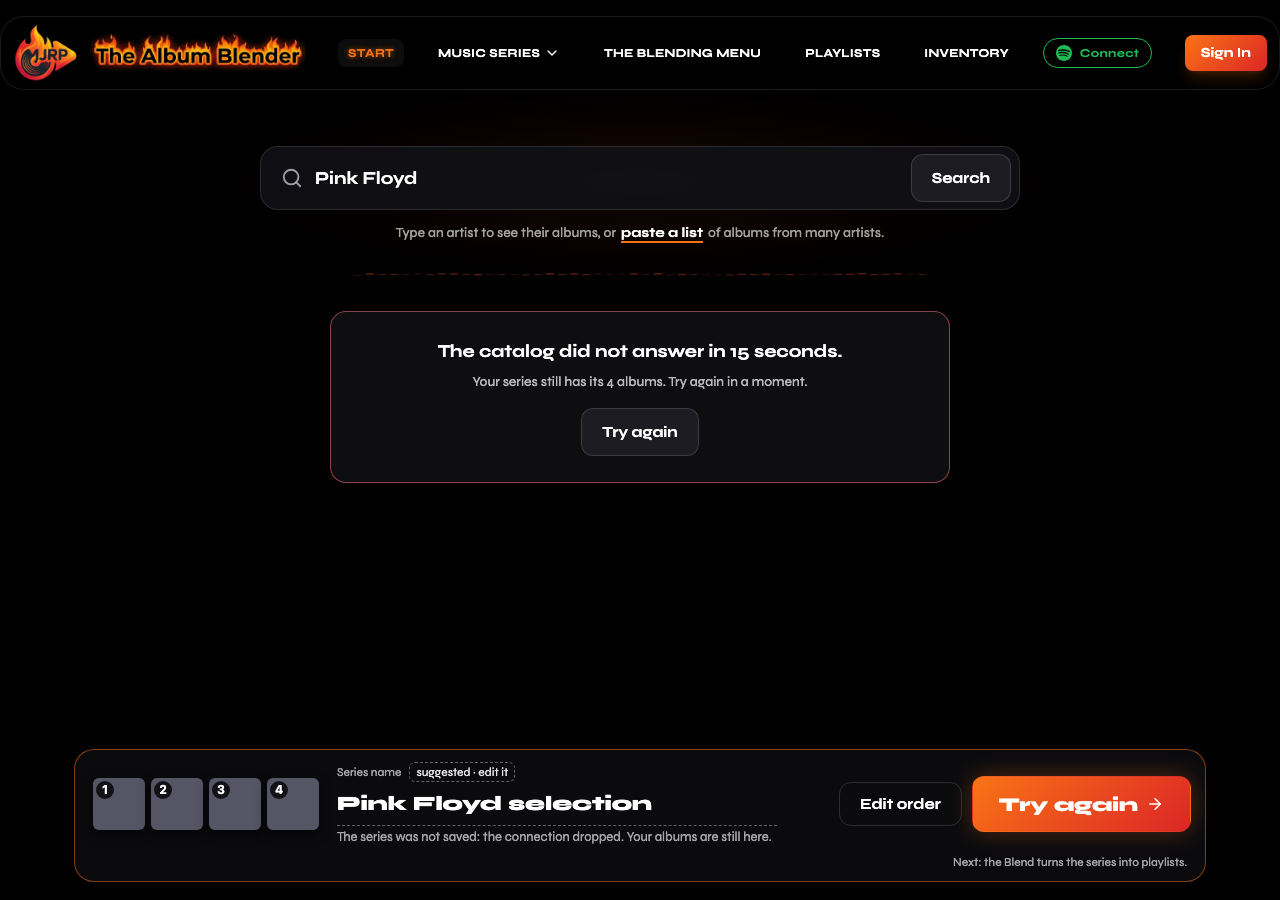 JRP The Album Blender START MUSIC SERIES THE BLENDING MENU PLAYLISTS INVENTORY Connect Sign In
Pink Floyd Search
Type an artist to see their albums, or paste a list of albums from many artists.
The catalog did not answer in 15 seconds.
Your series still has its 4 albums. Try again in a moment.
Try again
1 2 3 4
Series name suggested · edit it
Pink Floyd selection
The series was not saved: the connection dropped. Your albums are still here.
Edit order
Try again →
Next: the Blend turns the series into playlists.